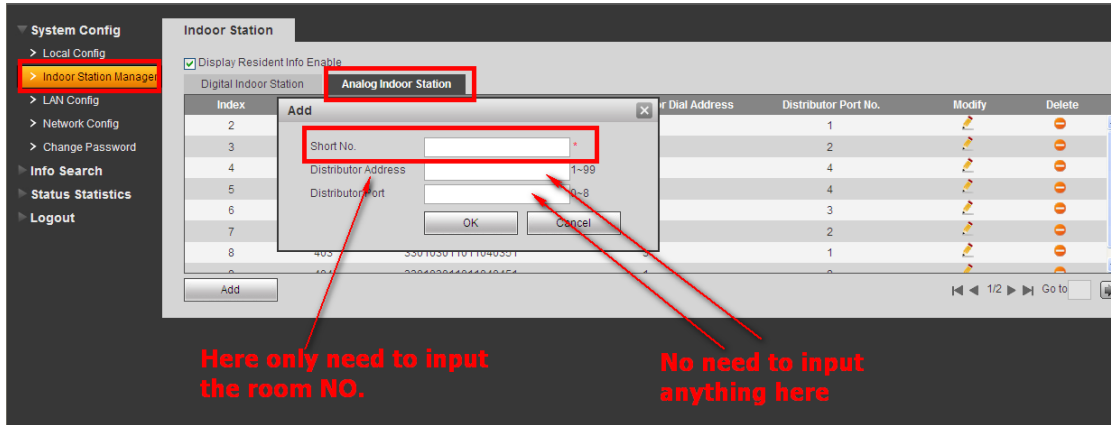 System Config
Local Config
Indoor Station Manager
LAN Config
Network Config
Change Password
Info Search
Status Statistics
Logout
Indoor Station
Display Resident Info Enable
Digital Indoor Station Analog Indoor Station
Index Dial Address Distributor Port No. Modify Delete
2 1
3 2
4 4
5 4
6 3
7 2
8 403 1
Add
Short No. *
Distributor Address 1~99
Distributor Port 0~8
OK Cancel
Add 1/2 Go to
Here only need to input
the room NO.
No need to input
anything here